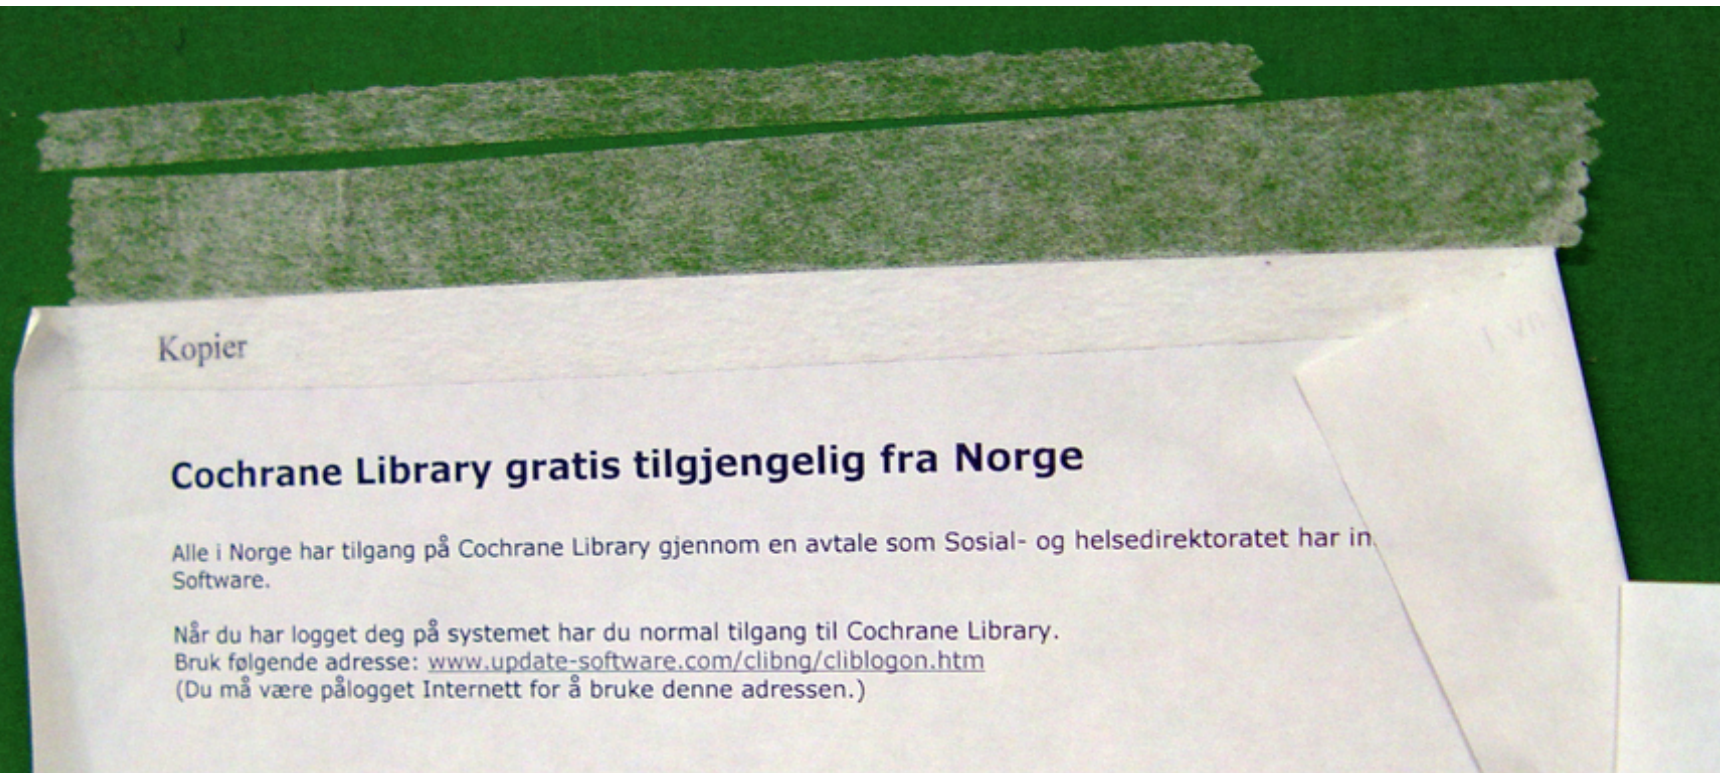 Kopier
Cochrane Library gratis tilgjengelig fra Norge
Alle i Norge har tilgang på Cochrane Library gjennom en avtale som Sosial- og helsedirektoratet har
Software.
Når du har logget deg på systemet har du normal tilgang til Cochrane Library.
Bruk følgende adresse: www.update-software.com/clibng/cliblogon.htm
(Du må være pålogget Internett for å bruke denne adressen.)